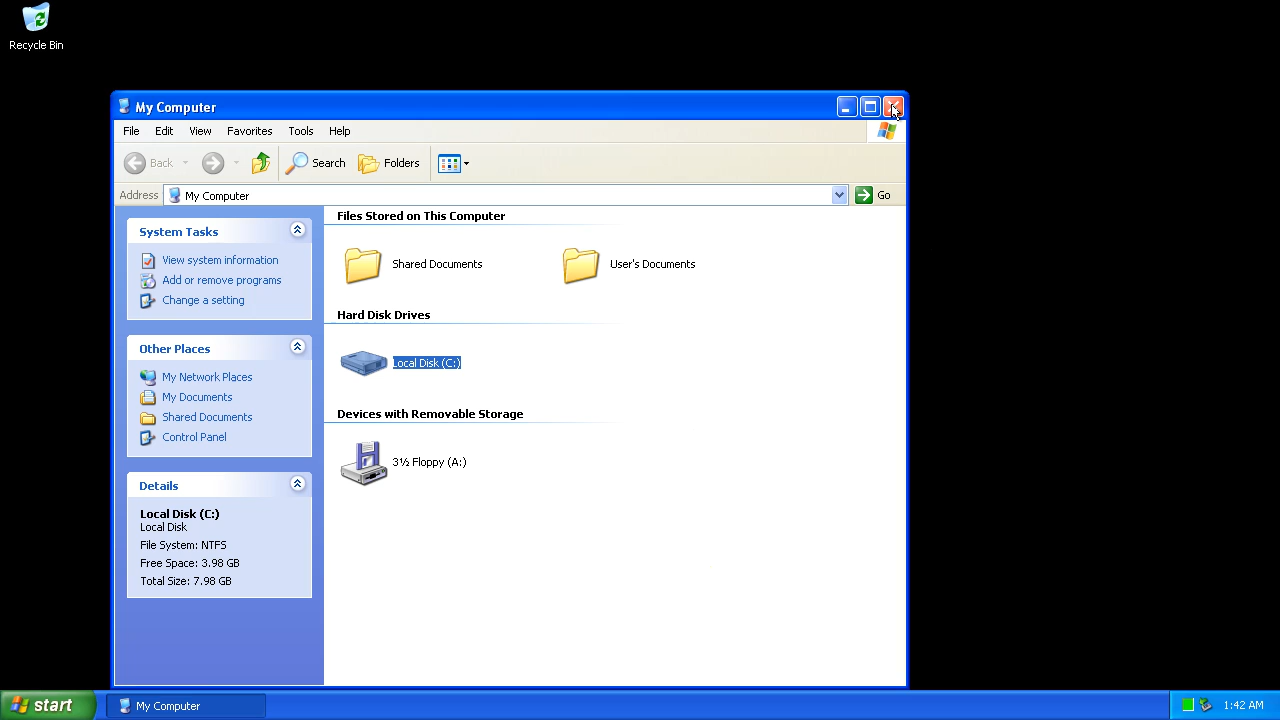 Recycle Bin
My Computer
File Edit View Favorites Tools Help
Back Search Folders
Address My Computer Go
System Tasks
View system information
Add or remove programs
Change a setting
Other Places
My Network Places
My Documents
Shared Documents
Control Panel
Details
Local Disk (C:)
Local Disk
File System: NTFS
Free Space: 3.98 GB
Total Size: 7.98 GB
Files Stored on This Computer
Shared Documents User's Documents
Hard Disk Drives
Local Disk (C:)
Devices with Removable Storage
3½ Floppy (A:)
start My Computer 1:42 AM